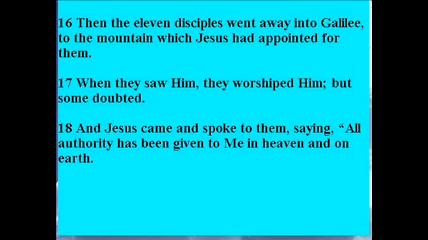 16 Then the eleven disciples went away into Galilee,
to the mountain which Jesus had appointed for
them.
17 When they saw Him, they worshiped Him; but
some doubted.
18 And Jesus came and spoke to them, saying, “All
authority has been given to Me in heaven and on
earth.